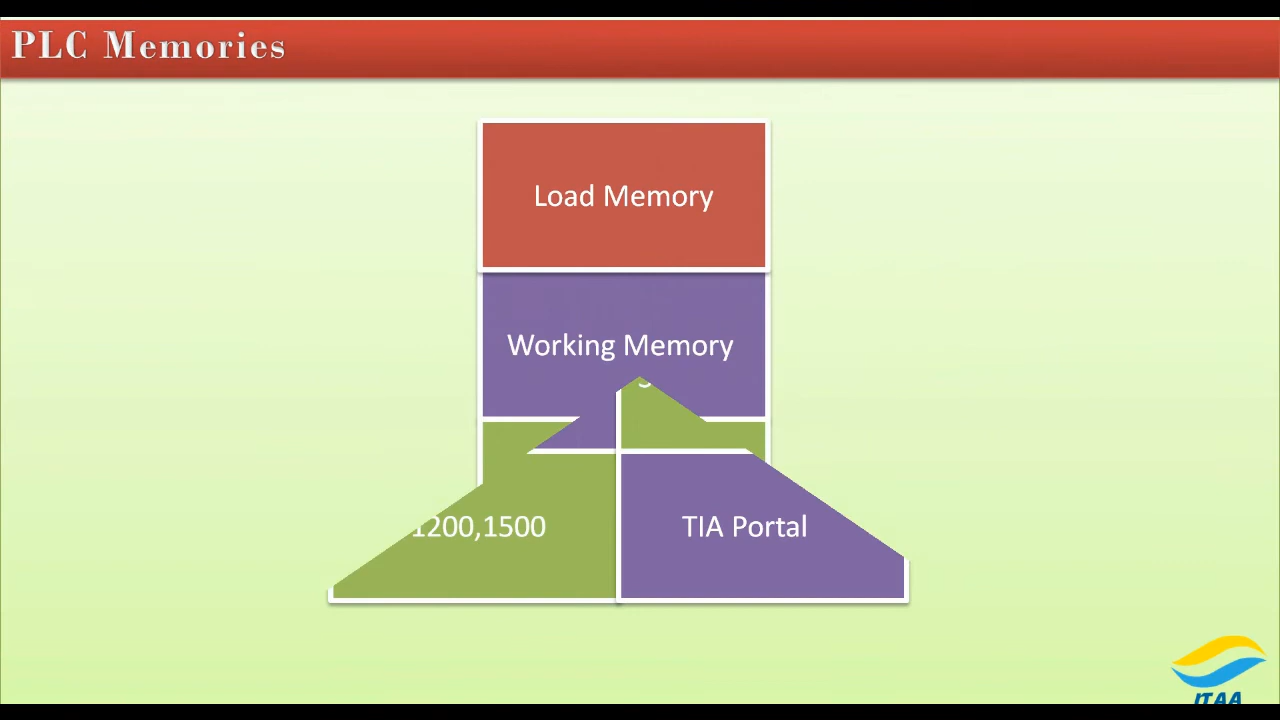 PLC Memories
Load Memory
Working Memory
1200,1500
TIA Portal
ITAA